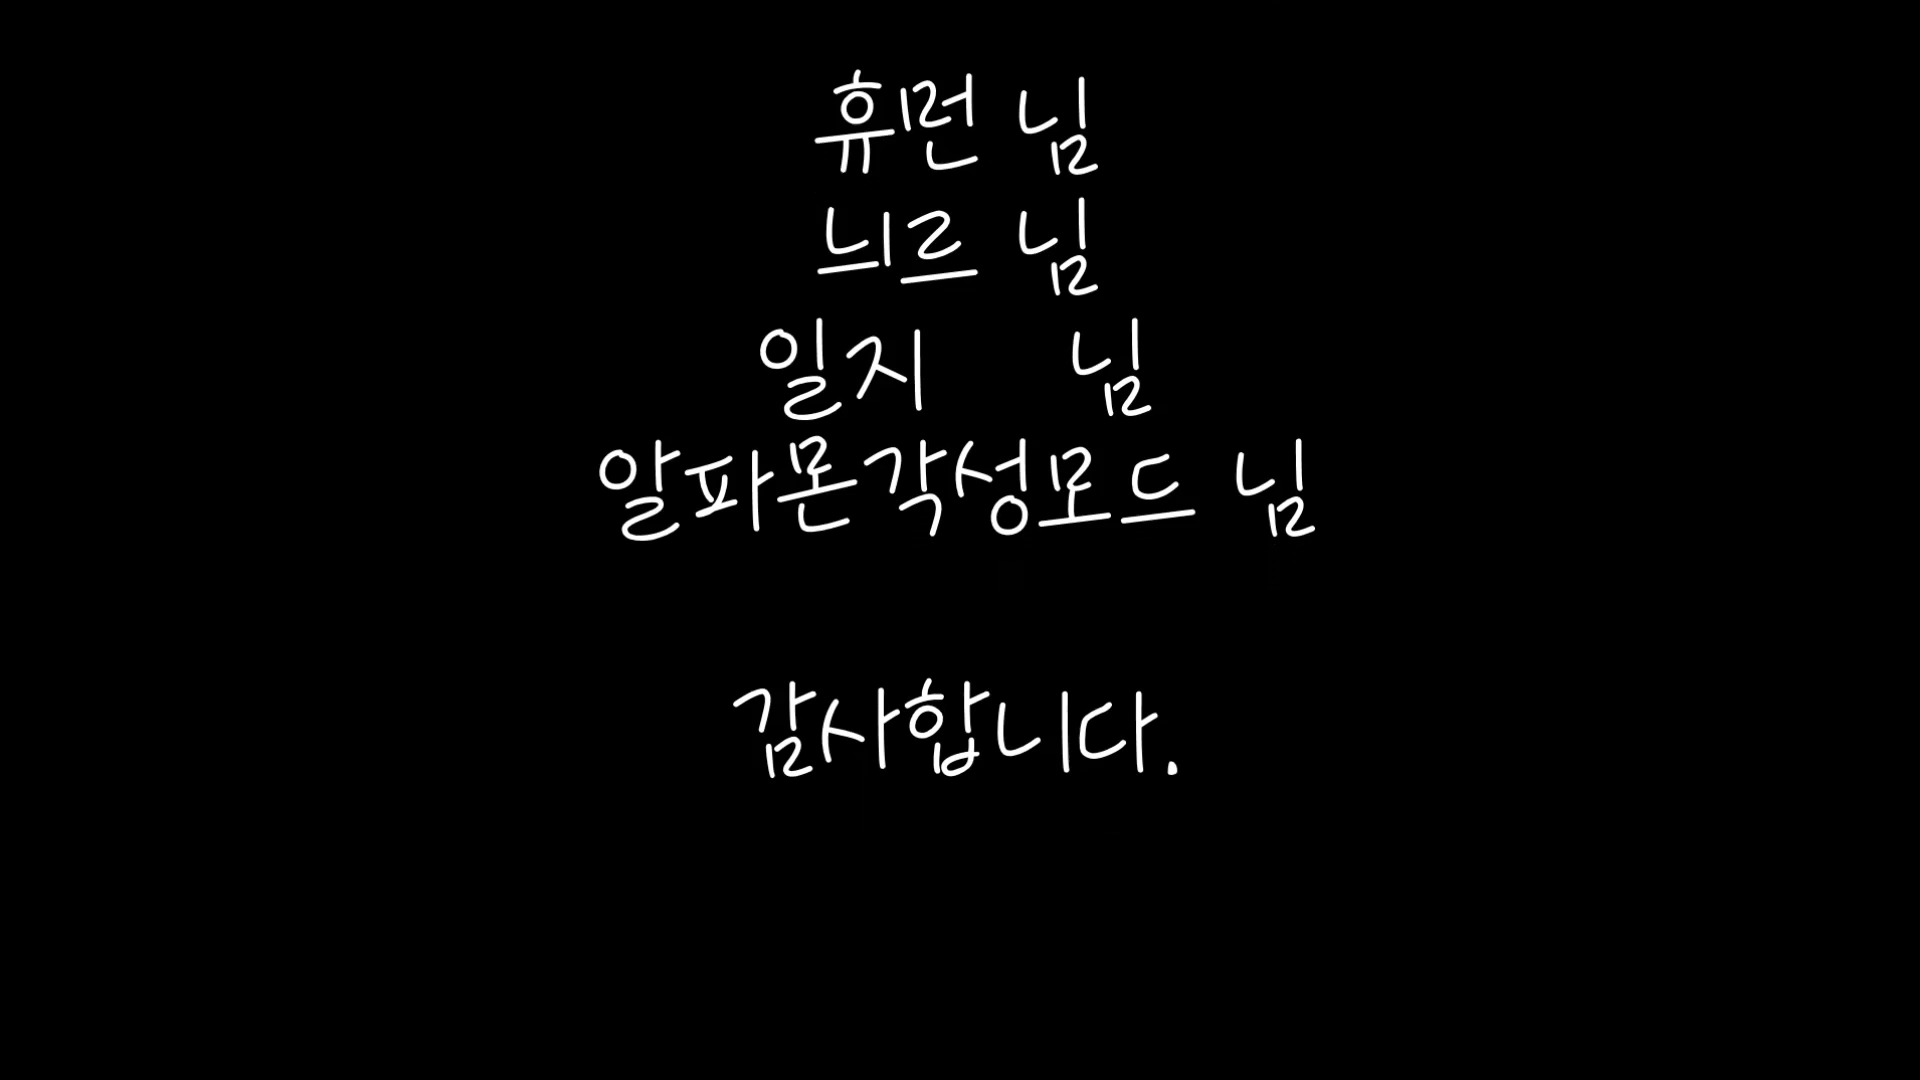 휴먼 님
늬르 님
일지 님
알파몬각성모드 님
감사합니다.